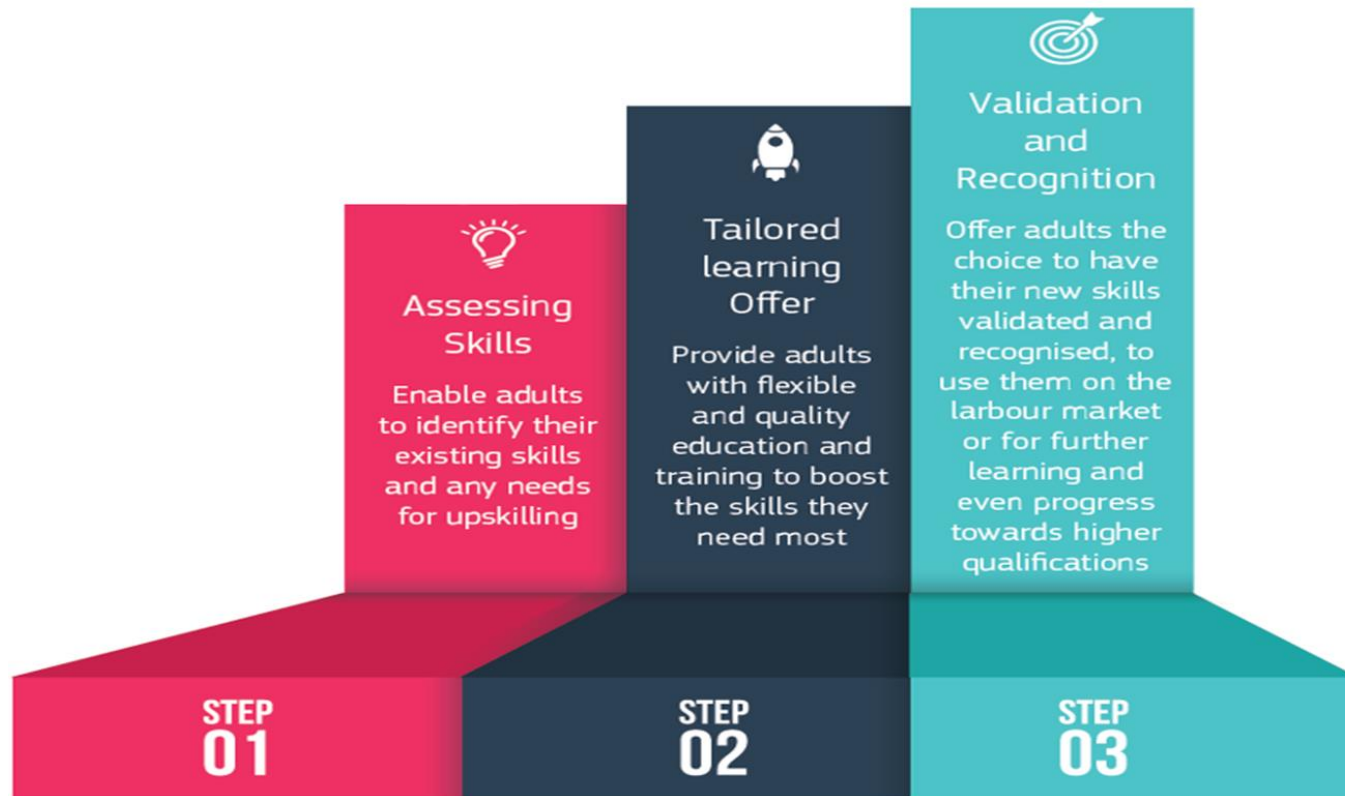 Assessing
Skills
Enable adults
to identify their
existing skills
and any needs
for upskilling
Tailored
learning
Offer
Provide adults
with flexible
and quality
education and
training to boost
the skills they
need most
Validation
and
Recognition
Offer adults the
choice to have
their new skills
validated and
recognised, to
use them on the
larbour market
or for further
learning and
even progress
towards higher
qualifications
STEP
01
STEP
02
STEP
03